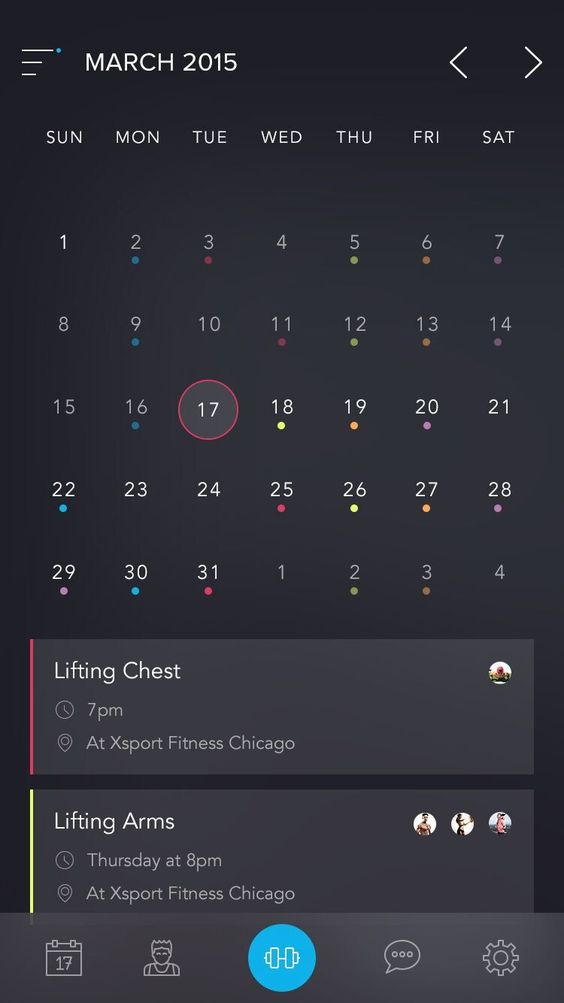 MARCH 2015
SUN MON TUE WED THU FRI SAT
1 2 3 4 5 6 7
8 9 10 11 12 13 14
15 16 17 18 19 20 21
22 23 24 25 26 27 28
29 30 31 1 2 3 4
Lifting Chest
7pm
At Xsport Fitness Chicago
Lifting Arms
Thursday at 8pm
At Xsport Fitness Chicago
17